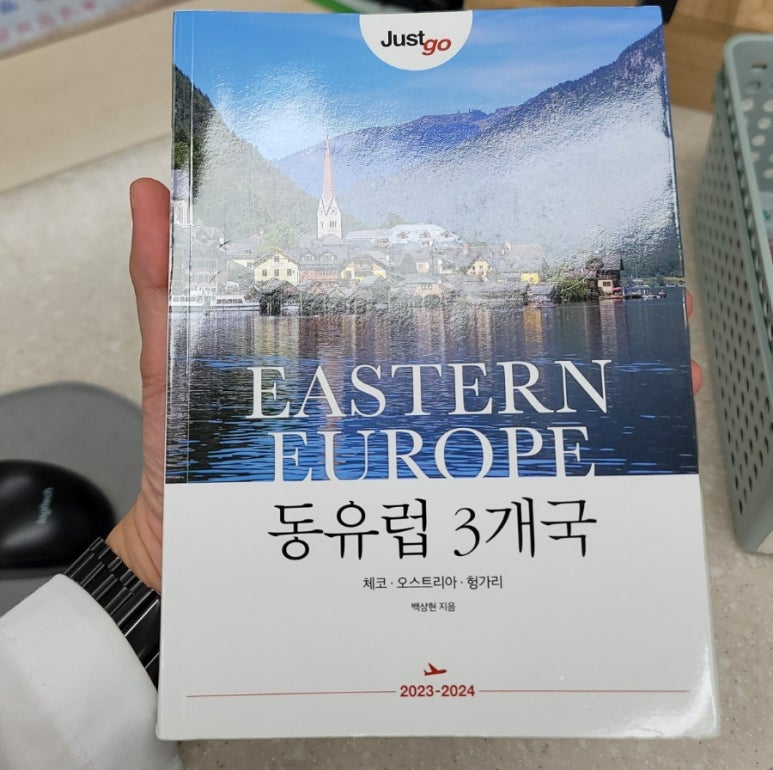 Justgo
EASTERN
EUROPE
동유럽 3개국
체코 · 오스트리아 · 헝가리
백상현 지음
2023-2024
logitech